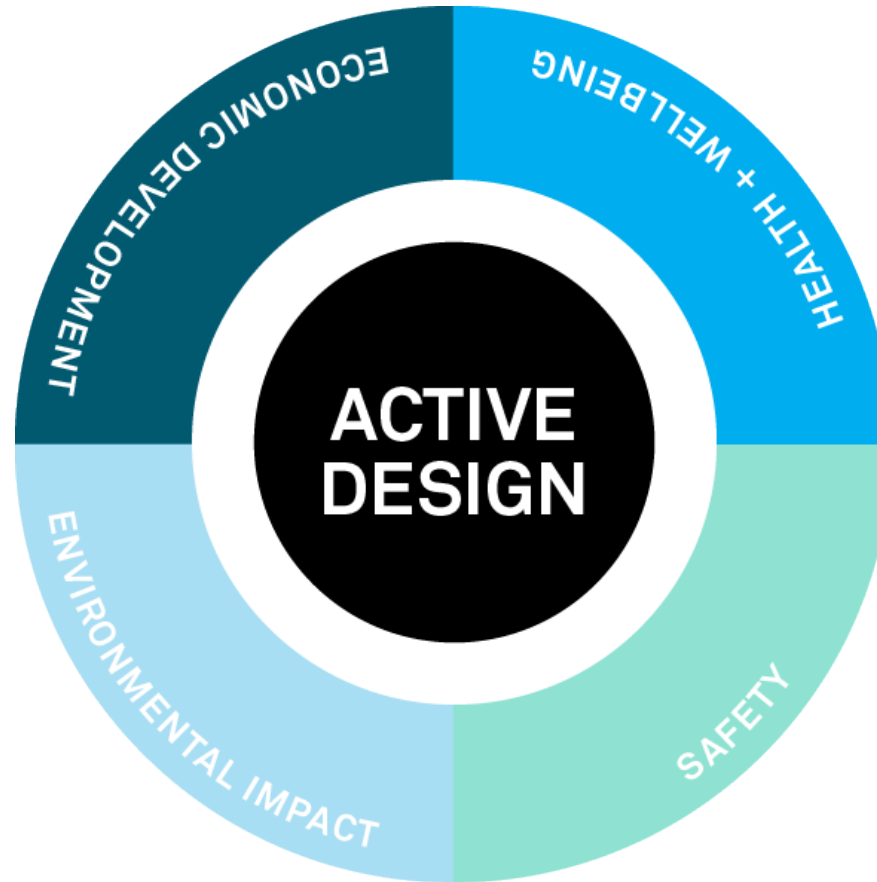 ECONOMIC DEVELOPMENT
HEALTH + WELLBEING
ACTIVE
DESIGN
ENVIRONMENTAL IMPACT
SAFETY